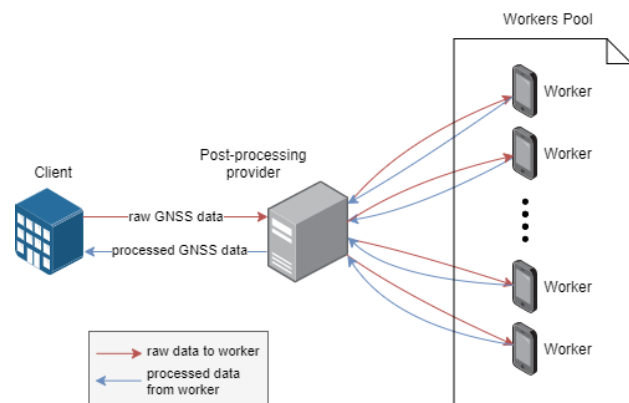 Workers Pool
Worker
Worker
Post-processing
provider
Client
raw GNSS data
processed GNSS data
Worker
Worker
raw data to worker
processed data
from worker